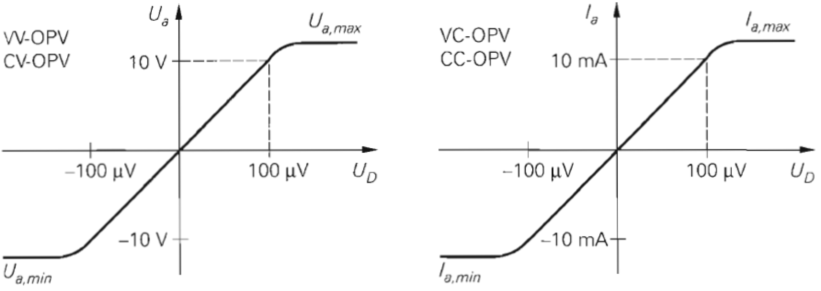 VV-OPV
CV-OPV
U_a
U_a,max
10 V
-100 µV
100 µV
U_D
-10 V
U_a,min
VC-OPV
CC-OPV
I_a
I_a,max
10 mA
-100 µV
100 µV
U_D
-10 mA
I_a,min